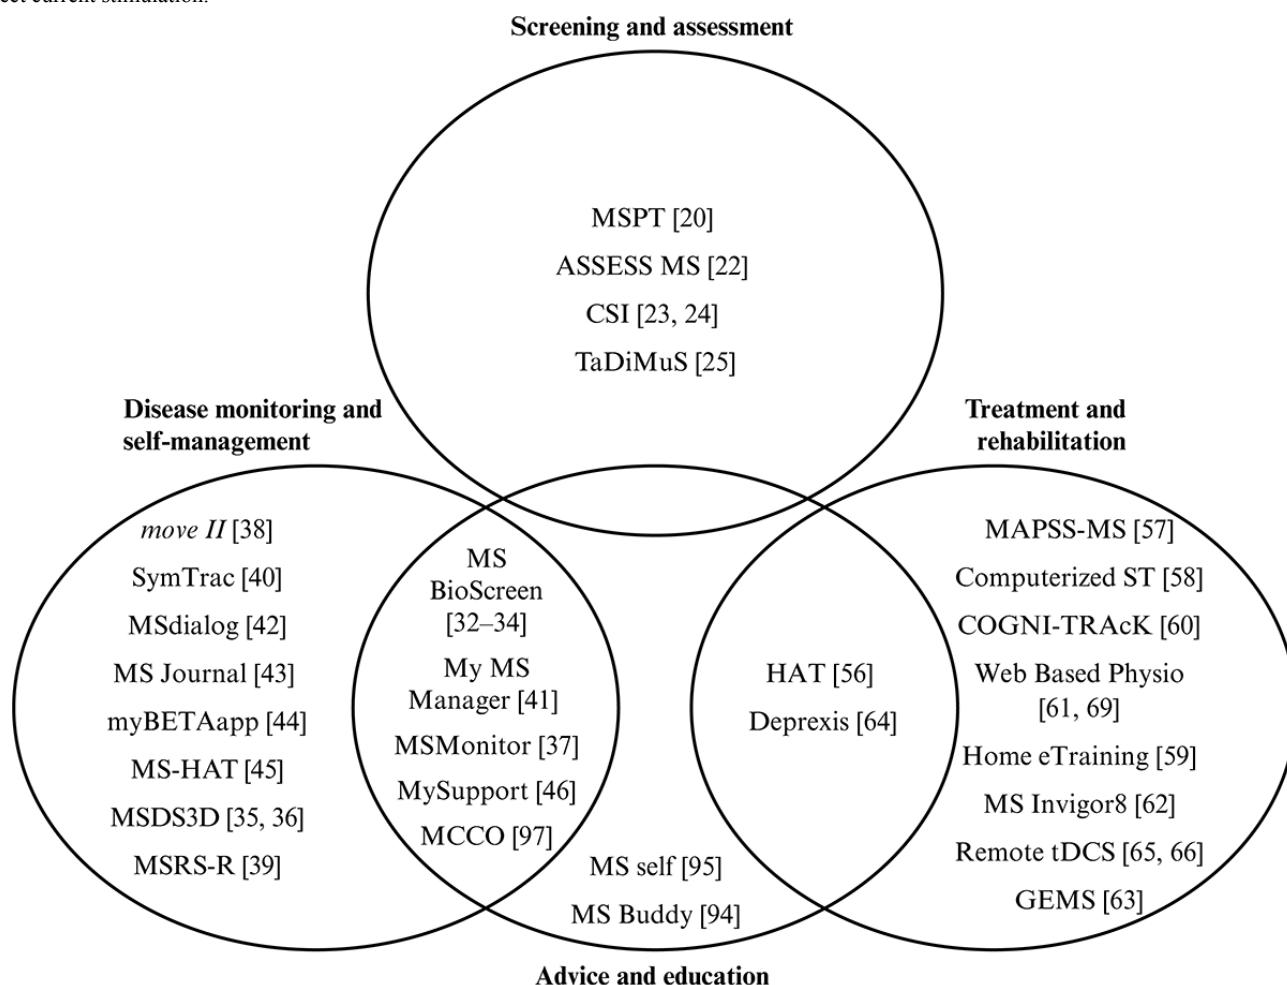 ect current stimulation.
Screening and assessment
MSPT [20]
ASSESS MS [22]
CSI [23, 24]
TaDiMuS [25]
Disease monitoring and
self-management
move II [38]
SymTrac [40]
MSdialog [42]
MS Journal [43]
myBETAapp [44]
MS-HAT [45]
MSDS3D [35, 36]
MSRS-R [39]
MS
BioScreen
[32–34]
My MS
Manager [41]
MSMonitor [37]
MySupport [46]
MCCO [97]
MS self [95]
MS Buddy [94]
Advice and education
HAT [56]
Deprexis [64]
Treatment and
rehabilitation
MAPSS-MS [57]
Computerized ST [58]
COGNI-TRAcK [60]
Web Based Physio
[61, 69]
Home eTraining [59]
MS Invigor8 [62]
Remote tDCS [65, 66]
GEMS [63]